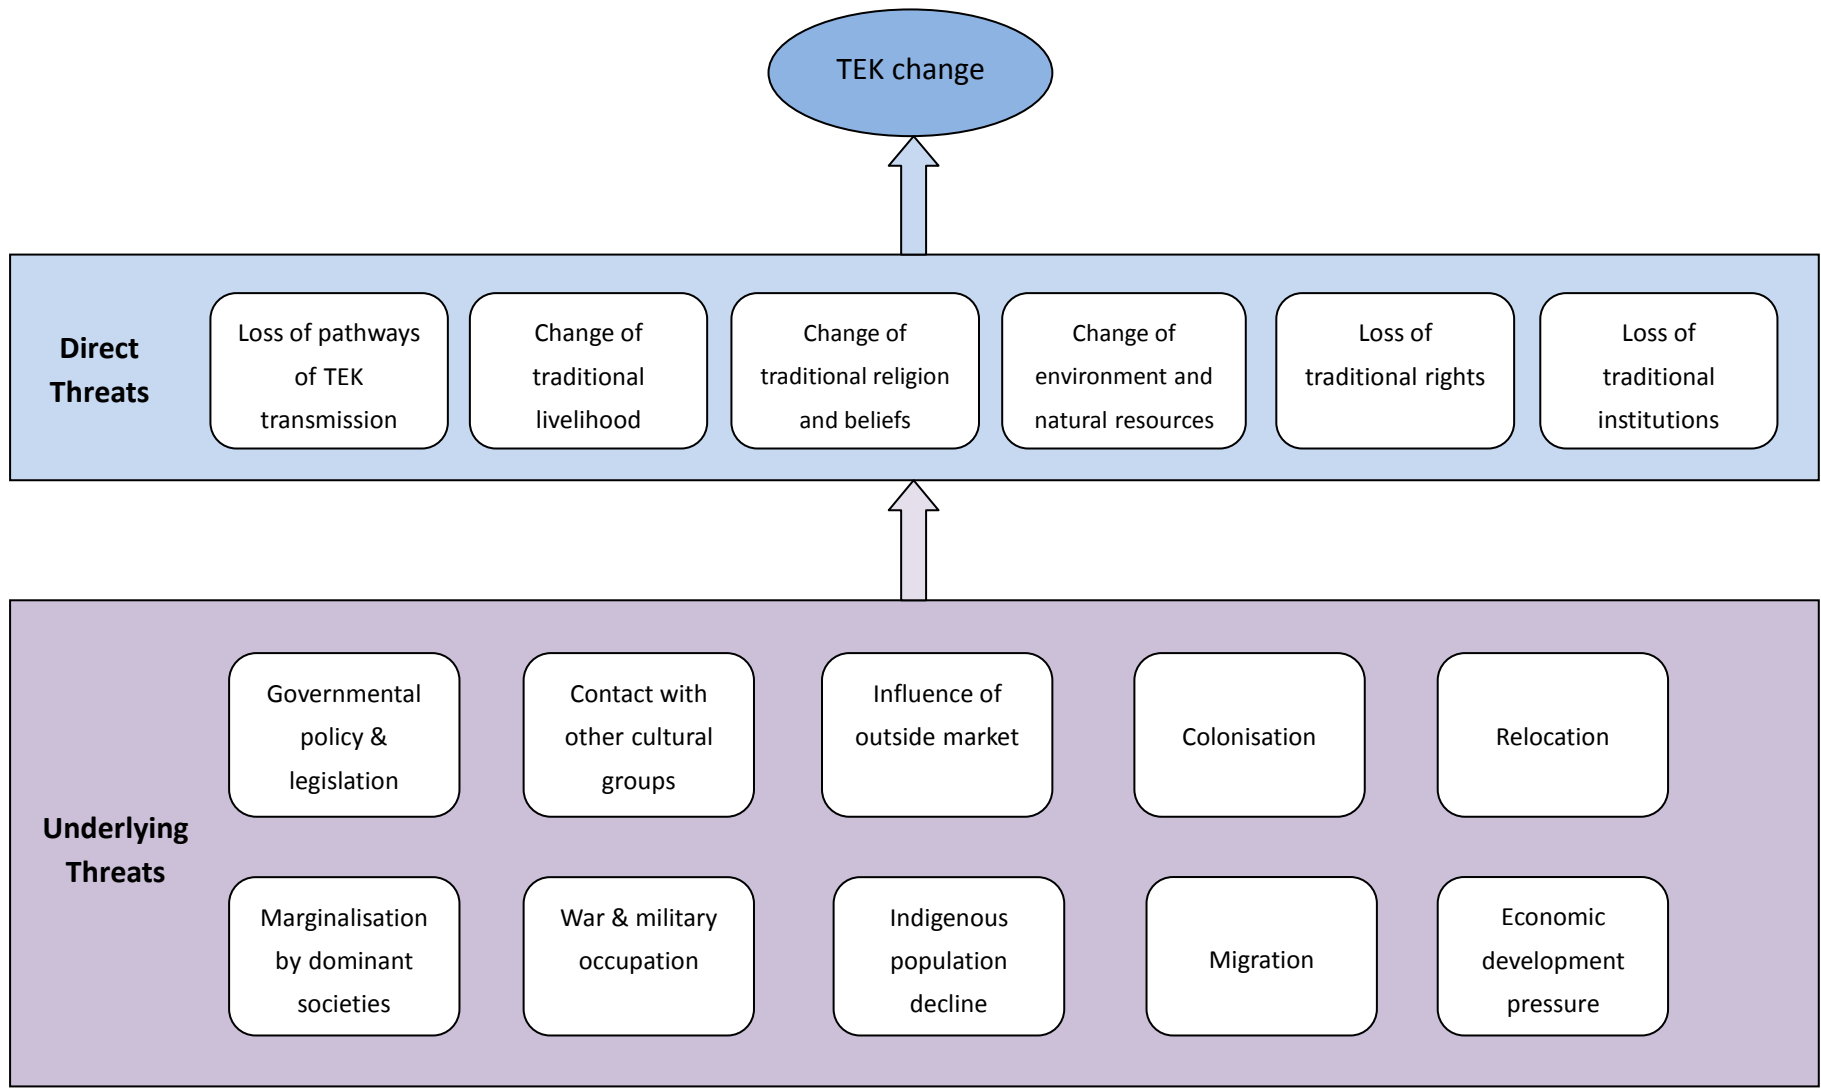 TEK change
Direct
Threats
Loss of pathways
of TEK
transmission
Change of
traditional
livelihood
Change of
traditional religion
and beliefs
Change of
environment and
natural resources
Loss of
traditional rights
Loss of
traditional
institutions
Underlying
Threats
Governmental
policy &
legislation
Contact with
other cultural
groups
Influence of
outside market
Colonisation
Relocation
Marginalisation
by dominant
societies
War & military
occupation
Indigenous
population
decline
Migration
Economic
development
pressure